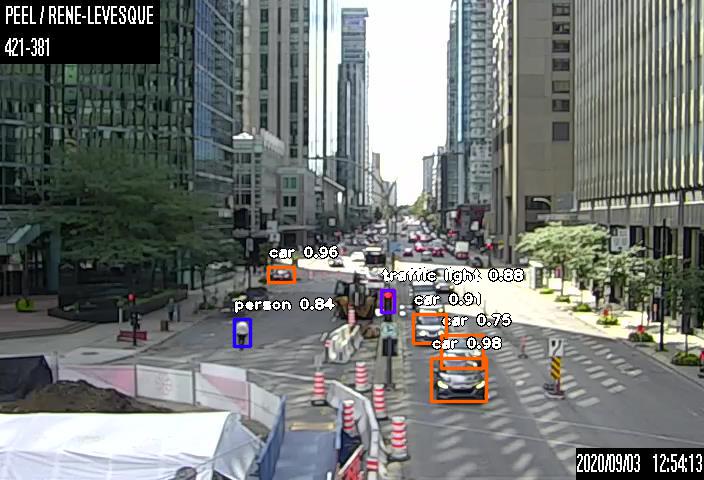 PEEL / RENE-LEVESQUE
421-381
car 0.96
traffic light 0.88
person 0.84
car 0.91
car 0.75
car 0.98
2020/09/03 12:54:13